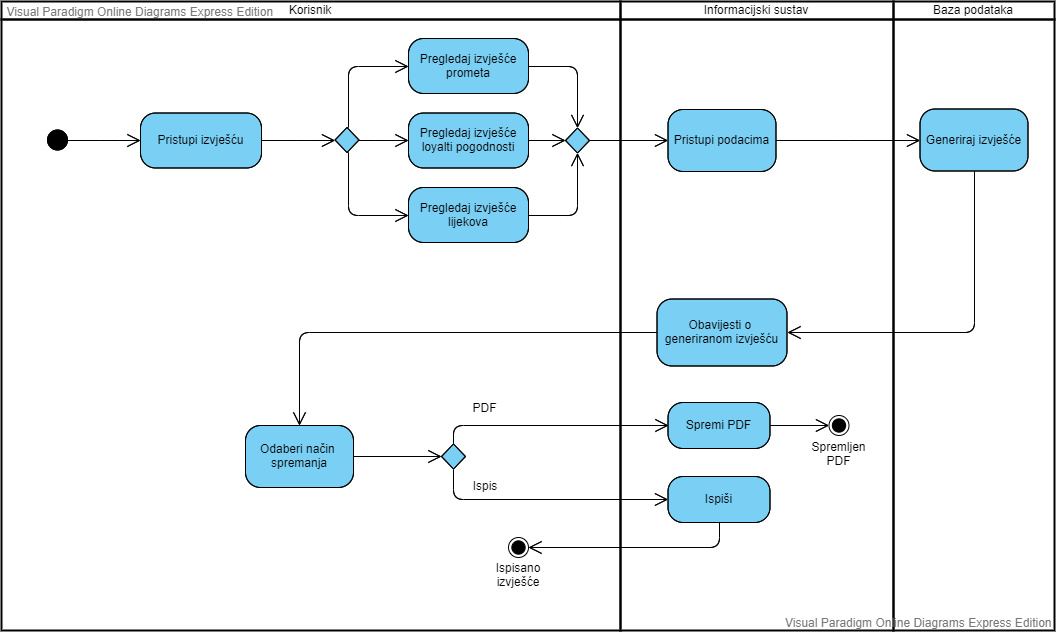 Visual Paradigm Online Diagrams Express Edition
Korisnik
Informacijski sustav
Baza podataka
Pregledaj izvješće
prometa
Pristupi izvješću
Pregledaj izvješće
loyalti pogodnosti
Pristupi podacima
Generiraj izvješće
Pregledaj izvješće
lijekova
Obavijesti o
generiranom izvješću
PDF
Odaberi način
spremanja
Spremi PDF
Spremljen
PDF
Ispis
Ispiši
Ispisano
izvješće
Visual Paradigm Online Diagrams Express Edition